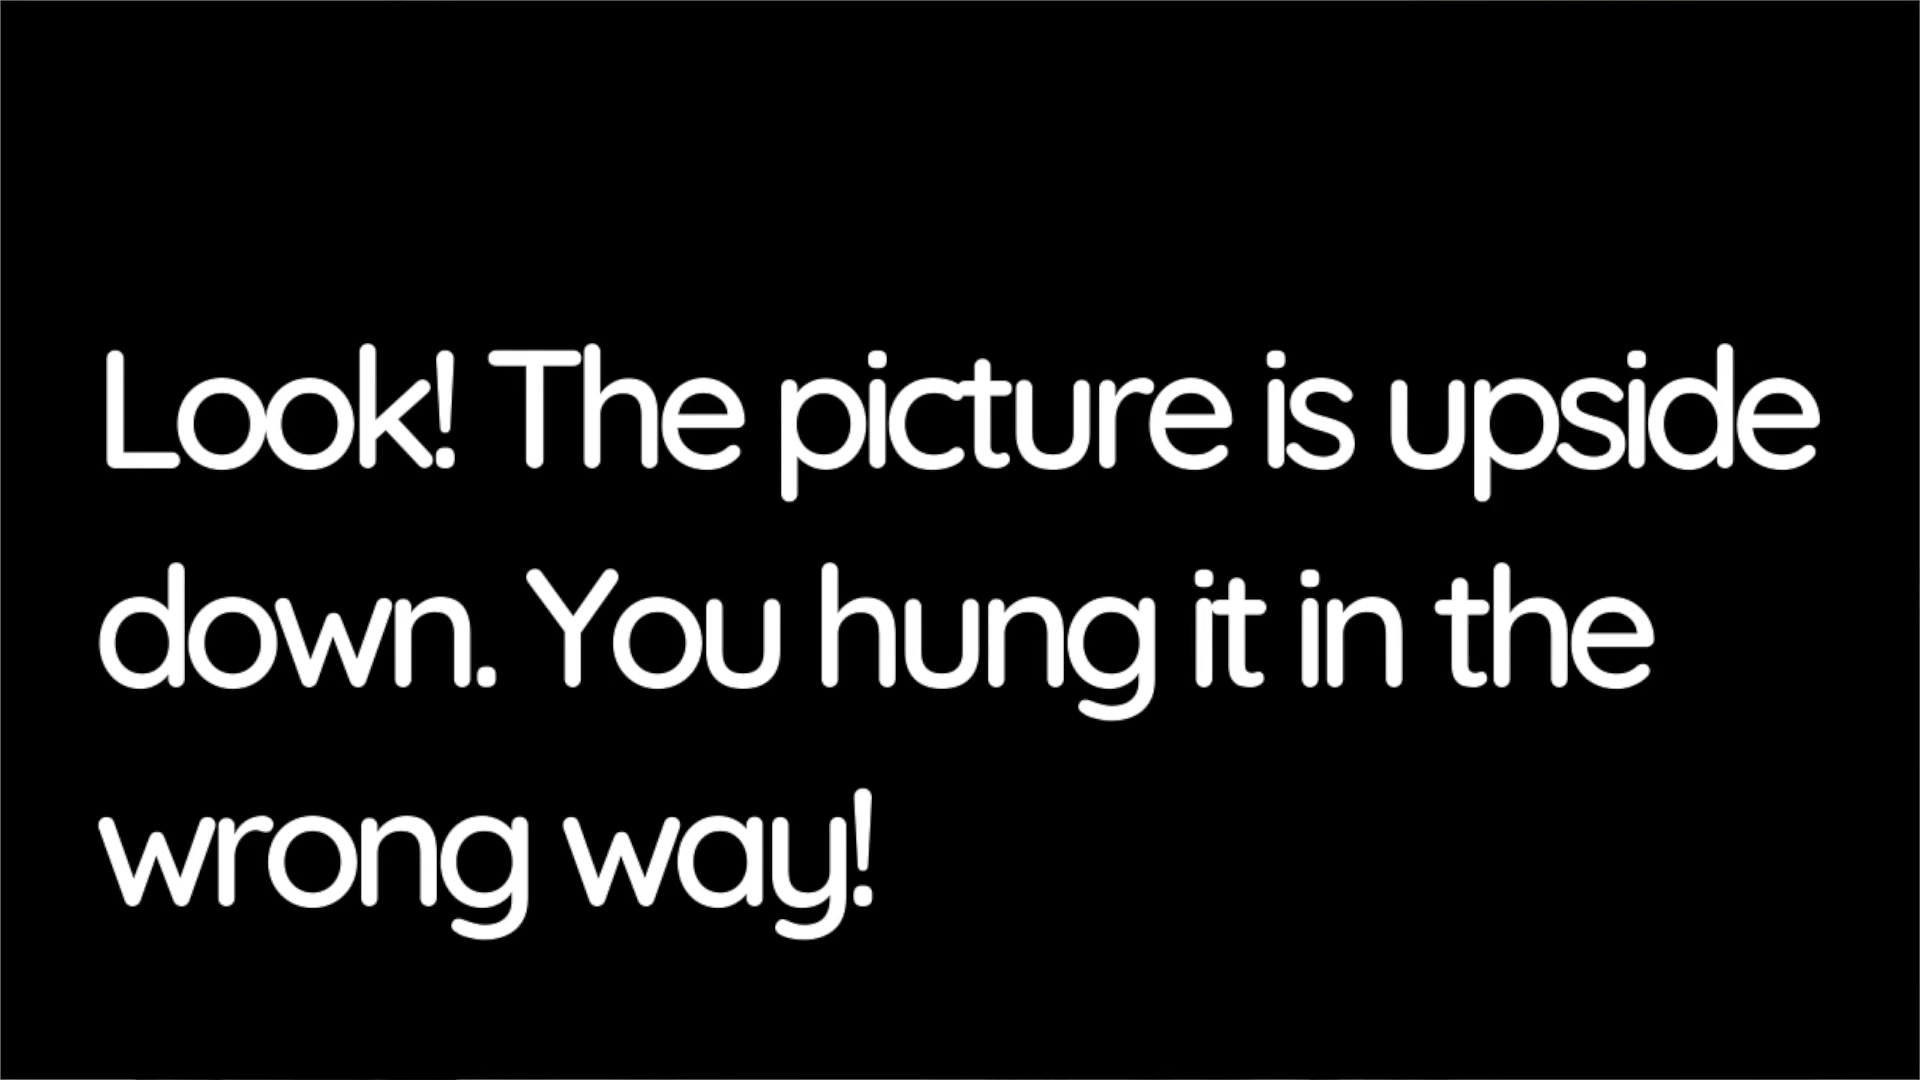 Look! The picture is upside
down. You hung it in the
wrong way!